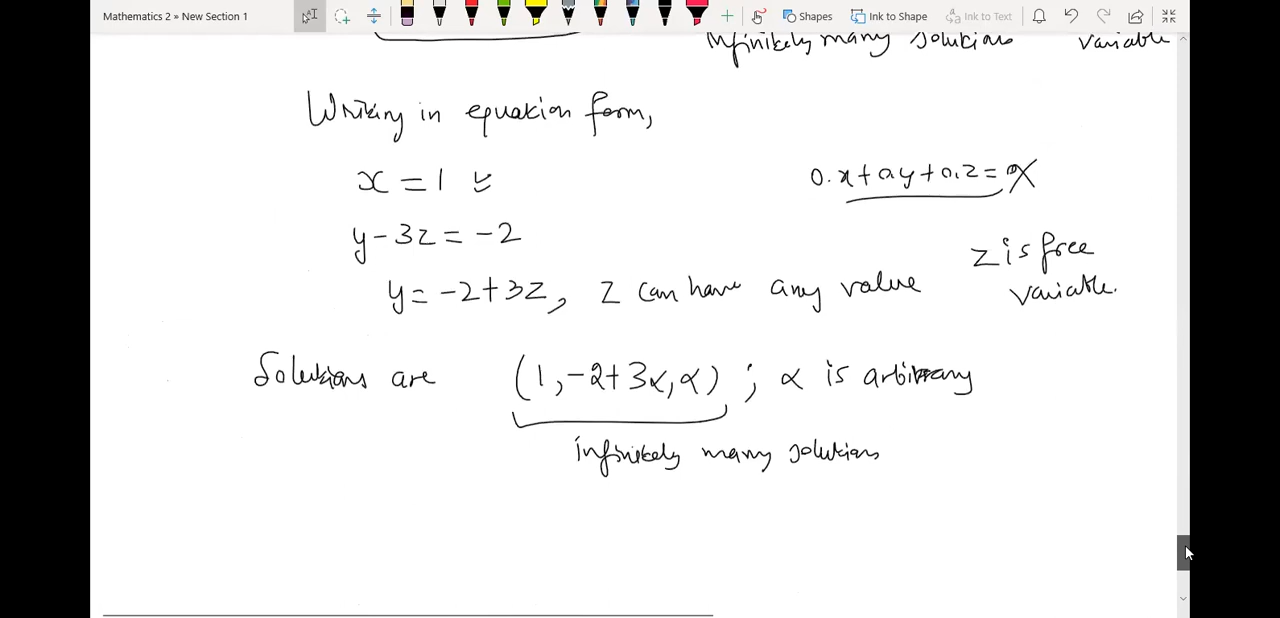 Mathematics 2 » New Section 1
Shapes
Ink to Shape
Ink to Text
Infinitely many solutions
variable
Writing in equation form,
x = 1
0.x+0.y+0.z=
y-3z = -2
z is free
variable.
y = -2+3z, z can have any value
Solutions are (1,-2+3α,α) ; α is arbitrary
infinitely many solutions